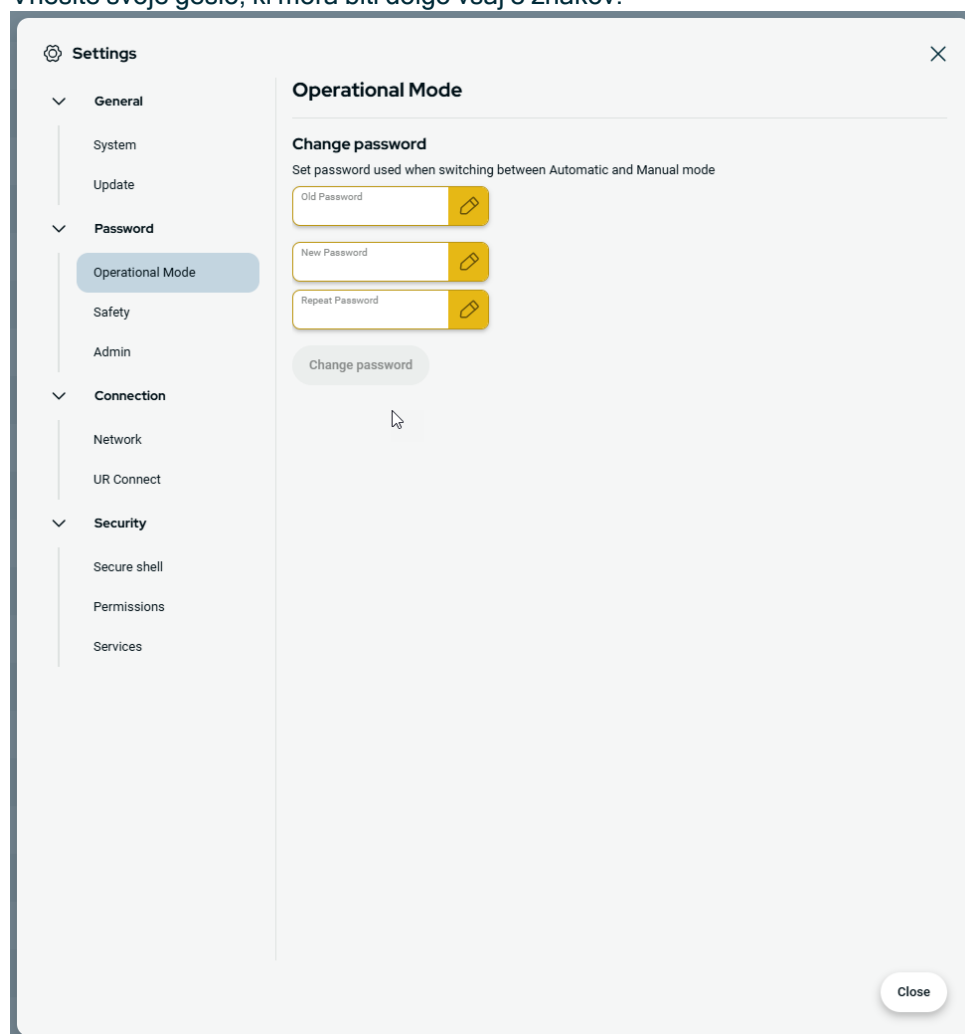 Settings
General
System
Update
Password
Operational Mode
Safety
Admin
Connection
Network
UR Connect
Security
Secure shell
Permissions
Services
Operational Mode
Change password
Set password used when switching between Automatic and Manual mode
Old Password
New Password
Repeat Password
Change password
Close